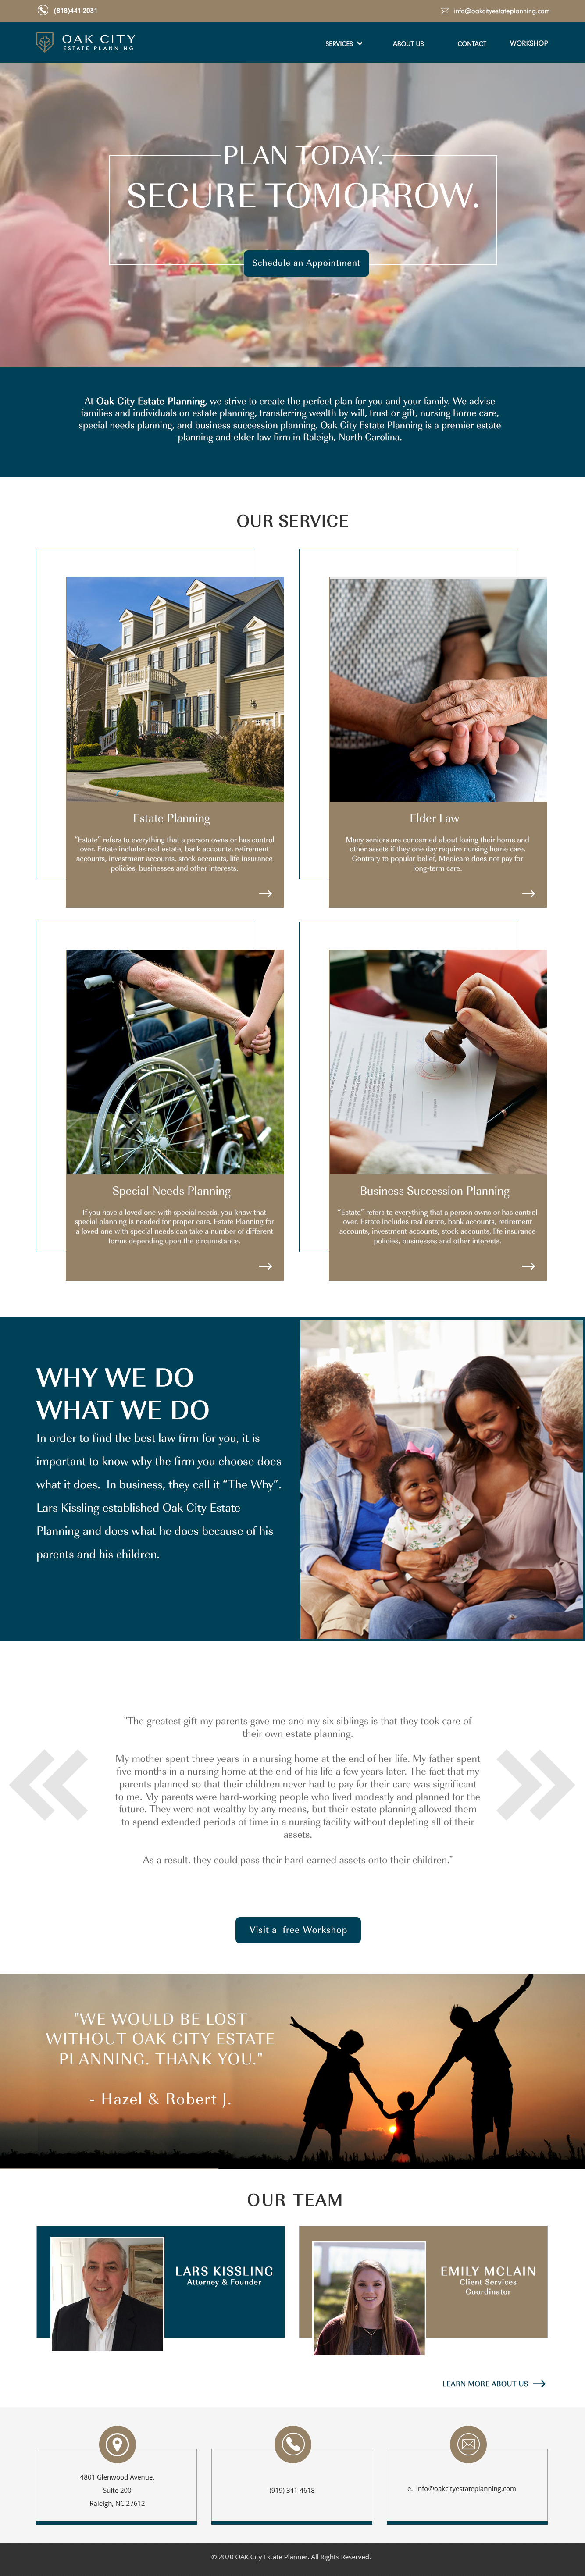 (818)441-2031
info@oakcityestateplanning.com
OAK CITY
ESTATE PLANNING
SERVICES
ABOUT US
CONTACT
WORKSHOP
PLAN TODAY.
SECURE TOMORROW.
Schedule an Appointment
At Oak City Estate Planning, we strive to create the perfect plan for you and your family. We advise
families and individuals on estate planning, transferring wealth by will, trust or gift, nursing home care,
special needs planning, and business succession planning. Oak City Estate Planning is a premier estate
planning and elder law firm in Raleigh, North Carolina.
OUR SERVICE
Estate Planning
“Estate” refers to everything that a person owns or has control
over. Estate includes real estate, bank accounts, retirement
accounts, investment accounts, stock accounts, life insurance
policies, businesses and other interests.
Elder Law
Many seniors are concerned about losing their home and
other assets if they one day require nursing home care.
Contrary to popular belief, Medicare does not pay for
long-term care.
Special Needs Planning
If you have a loved one with special needs, you know that
special planning is needed for proper care. Estate Planning for
a loved one with special needs can take a number of different
forms depending upon the circumstance.
Business Succession Planning
“Estate” refers to everything that a person owns or has control
over. Estate includes real estate, bank accounts, retirement
accounts, investment accounts, stock accounts, life insurance
policies, businesses and other interests.
WHY WE DO
WHAT WE DO
In order to find the best law firm for you, it is
important to know why the firm you choose does
what it does. In business, they call it “The Why”.
Lars Kissling established Oak City Estate
Planning and does what he does because of his
parents and his children.
"The greatest gift my parents gave me and my six siblings is that they took care of
their own estate planning.
My mother spent three years in a nursing home at the end of her life. My father spent
five months in a nursing home at the end of his life a few years later. The fact that my
parents planned so that their children never had to pay for their care was significant
to me. My parents were hard-working people who lived modestly and planned for the
future. They were not wealthy by any means, but their estate planning allowed them
to spend extended periods of time in a nursing facility without depleting all of their
assets.
As a result, they could pass their hard earned assets onto their children."
Visit a free Workshop
"WE WOULD BE LOST
WITHOUT OAK CITY ESTATE
PLANNING. THANK YOU."
- Hazel & Robert J.
OUR TEAM
LARS KISSLING
Attorney & Founder
EMILY MCLAIN
Client Services
Coordinator
LEARN MORE ABOUT US
4801 Glenwood Avenue,
Suite 200
Raleigh, NC 27612
(919) 341-4618
e. info@oakcityestateplanning.com
© 2020 OAK City Estate Planner. All Rights Reserved.